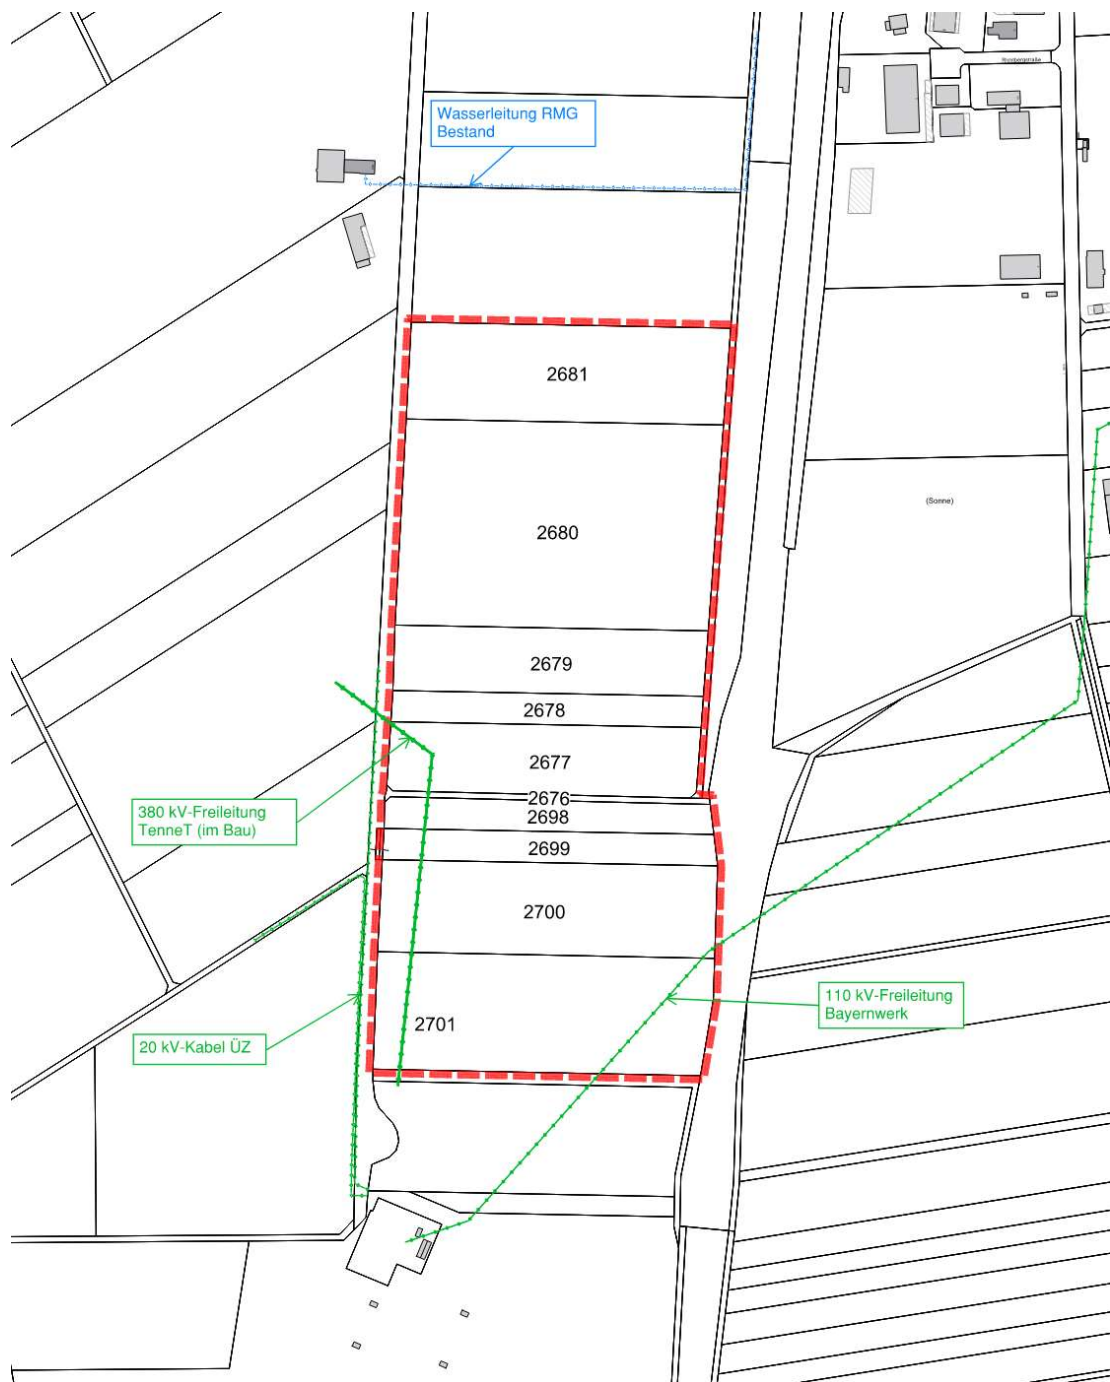 Wasserleitung RMG
Bestand
2681
2680
(Sonne)
2679
2678
2677
2676
2698
380 kV-Freileitung
TenneT (im Bau)
2699
2700
110 kV-Freileitung
Bayernwerk
2701
20 kV-Kabel ÜZ